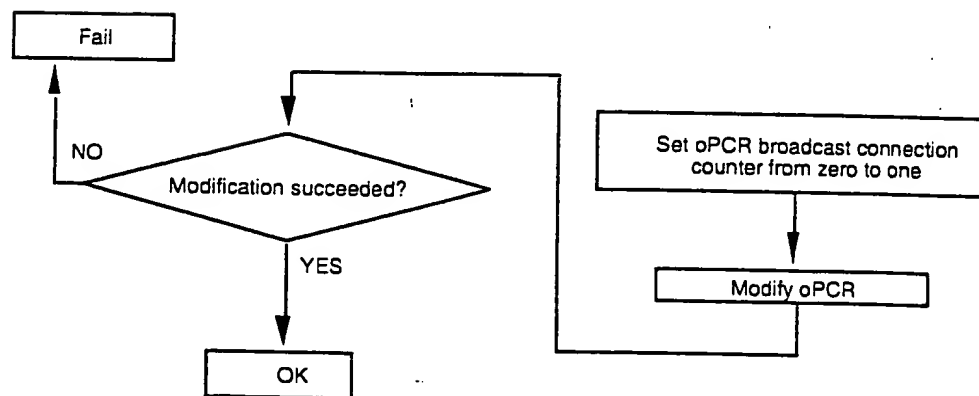 Fail
NO
Modification succeeded?
YES
OK
Set oPCR broadcast connection
counter from zero to one
Modify oPCR